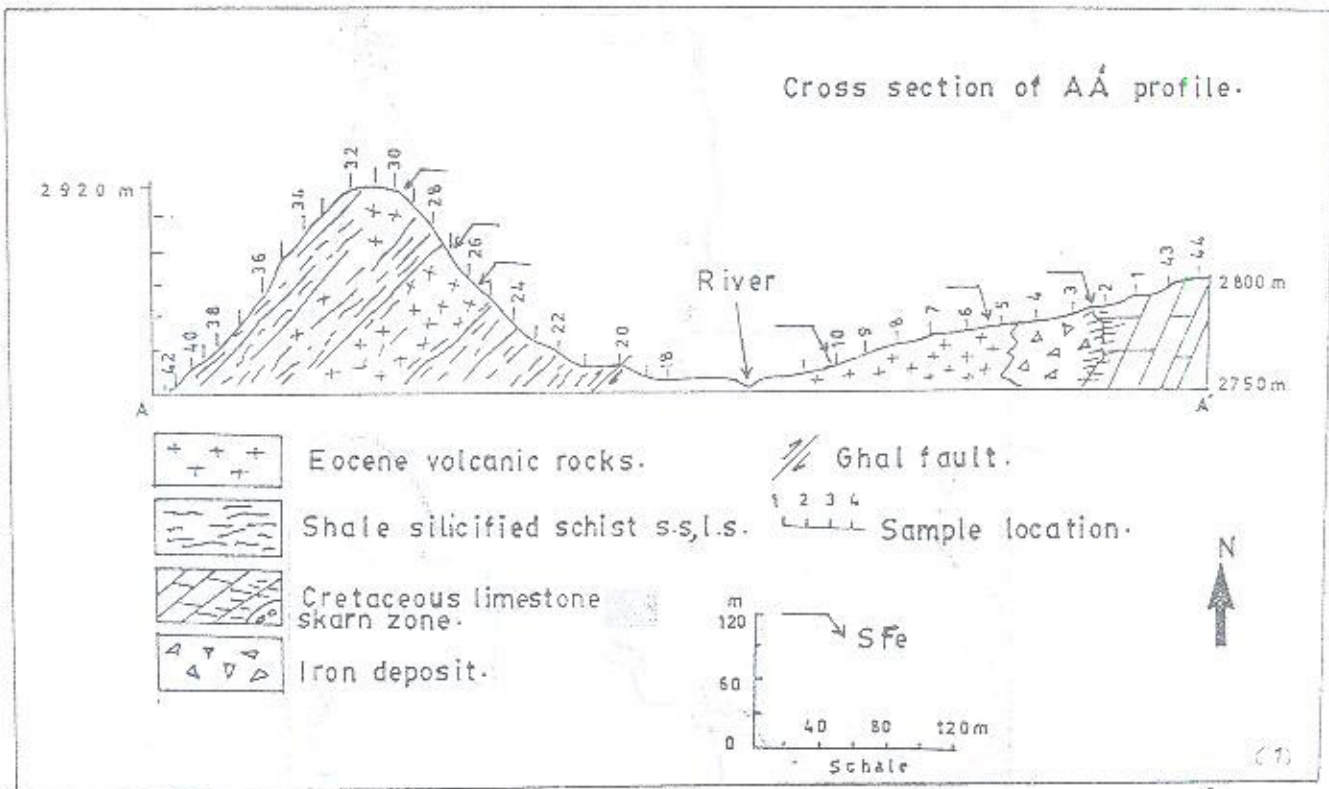 Cross section of AÁ profile.
2920 m
42
40
38
36
34
32
30
28
26
24
22
20
18
River
10
9
8
7
6
5
4
3
2
1
43
44
2800 m
2750 m
A
A'
Eocene volcanic rocks.
Shale silicified schist s.s, l.s.
Cretaceous limestone
skarn zone.
Iron deposit.
Ghal fault.
1 2 3 4
Sample location.
N
m
120
60
0
40 80 120m
Schale
SFe